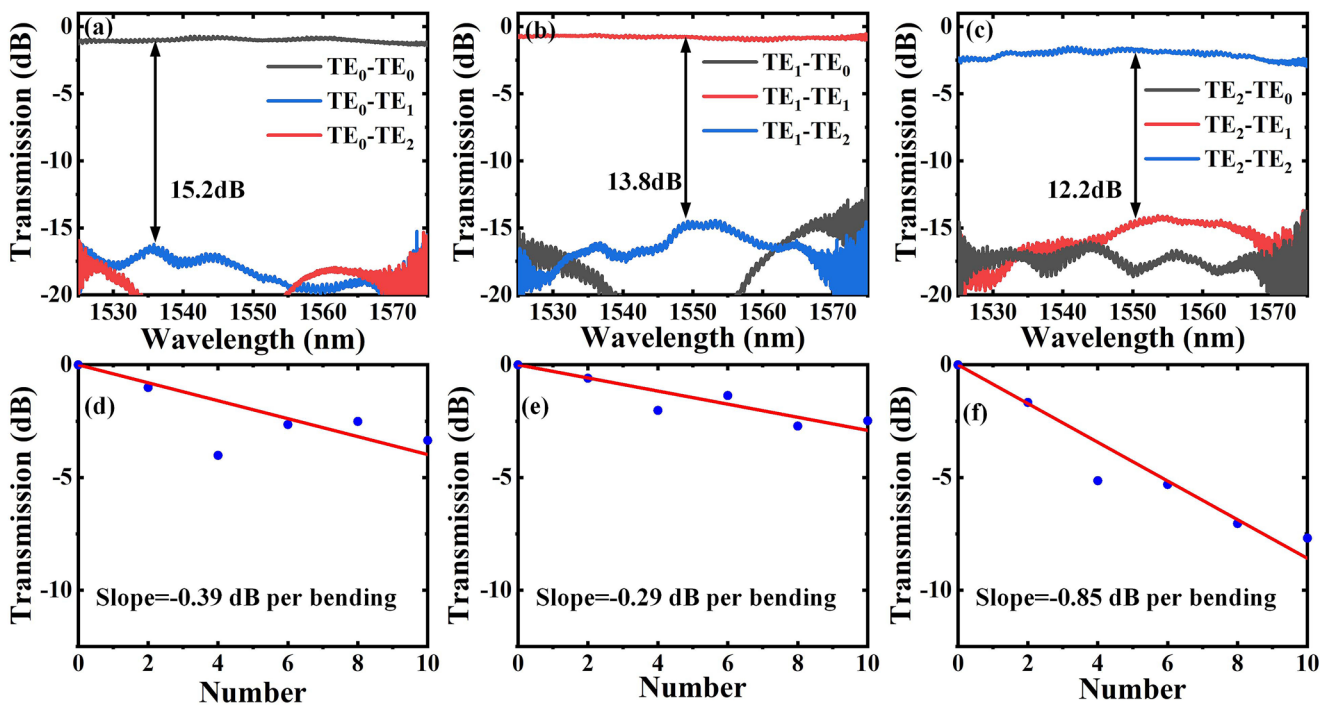 (a)
TE₀-TE₀
TE₀-TE₁
TE₀-TE₂
15.2dB
0
-5
-10
-15
-20
Transmission (dB)
1530 1540 1550 1560 1570
Wavelength (nm)
(b)
TE₁-TE₀
TE₁-TE₁
TE₁-TE₂
13.8dB
0
-5
-10
-15
-20
Transmission (dB)
1530 1540 1550 1560 1570
Wavelength (nm)
(c)
TE₂-TE₀
TE₂-TE₁
TE₂-TE₂
12.2dB
0
-5
-10
-15
-20
Transmission (dB)
1530 1540 1550 1560 1570
Wavelength (nm)
(d)
0
-5
-10
Transmission (dB)
Slope=-0.39 dB per bending
0 2 4 6 8 10
Number
(e)
0
-5
-10
Transmission (dB)
Slope=-0.29 dB per bending
0 2 4 6 8 10
Number
(f)
0
-5
-10
Transmission (dB)
Slope=-0.85 dB per bending
0 2 4 6 8 10
Number